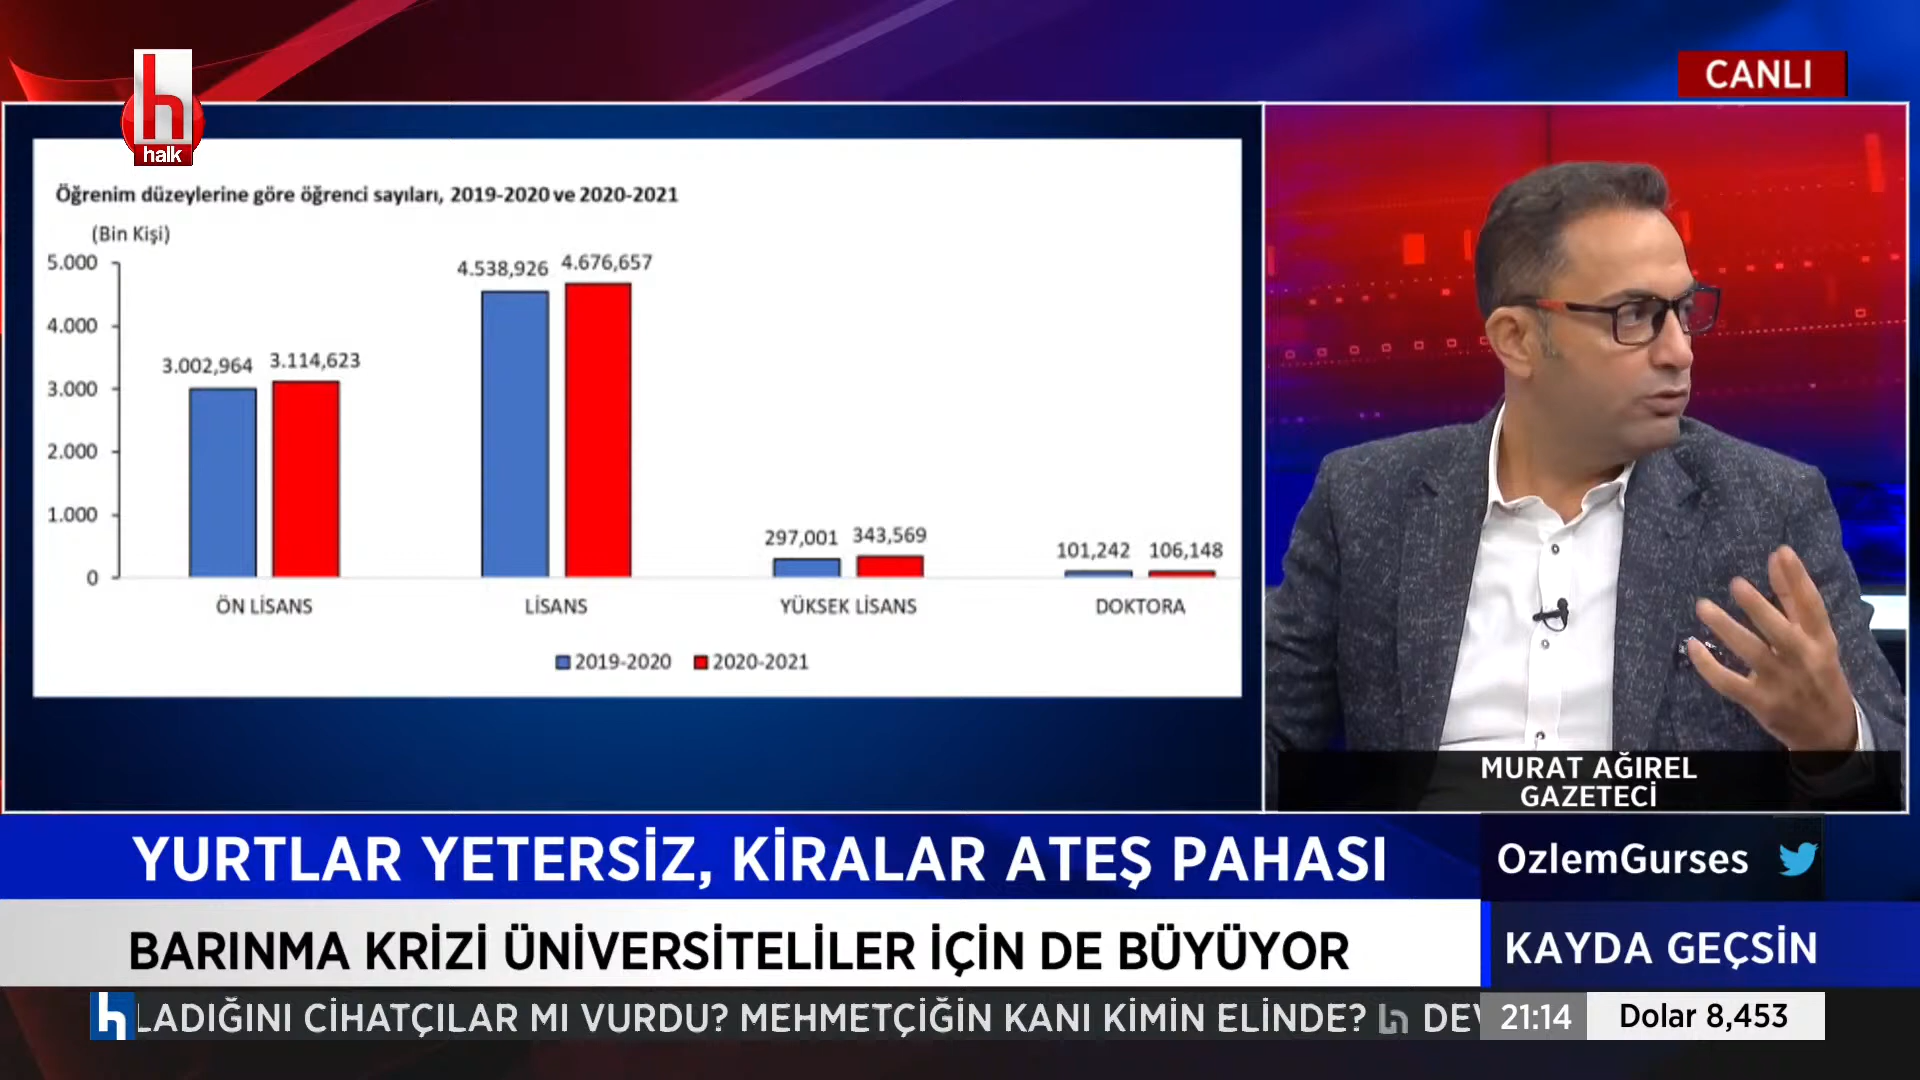 h
halk
CANLI
Öğrenim düzeylerine göre öğrenci sayıları, 2019-2020 ve 2020-2021
(Bin Kişi)
5.000
4.000
3.000
2.000
1.000
0
3.002,964 3.114,623
4.538,926 4.676,657
297,001 343,569
101,242 106,148
ÖN LİSANS LİSANS YÜKSEK LİSANS DOKTORA
2019-2020 2020-2021
MURAT AĞIREL
GAZETECİ
YURTLAR YETERSİZ, KİRALAR ATEŞ PAHASI
OzlemGurses
BARINMA KRİZİ ÜNİVERSİTELİLER İÇİN DE BÜYÜYOR
KAYDA GEÇSİN
h LADIĞINI CİHATÇILAR MI VURDU? MEHMETÇİĞİN KANI KİMİN ELİNDE? h DEV 21:14 Dolar 8,453